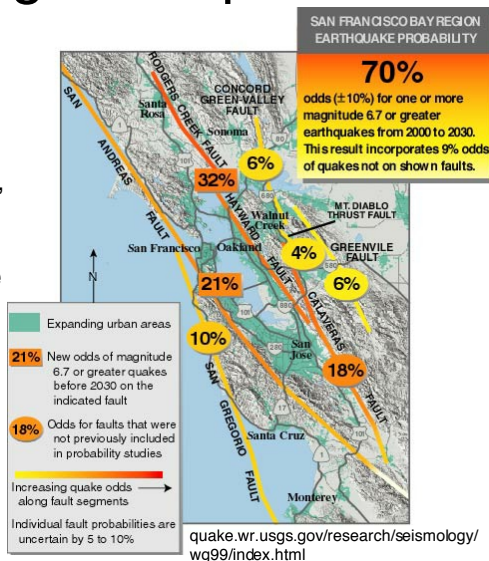 SAN FRANCISCO BAY REGION
EARTHQUAKE PROBABILITY
70%
odds (±10%) for one or more
magnitude 6.7 or greater
earthquakes from 2000 to 2030.
This result incorporates 9% odds
of quakes not on shown faults.
SAN ANDREAS FAULT
RODGERS CREEK FAULT
CONCORD
GREEN-VALLEY
FAULT
Santa
Rosa
Sonoma
6%
32%
HAYWARD FAULT
MT. DIABLO
THRUST FAULT
Walnut
Creek
680
San Francisco
Oakland
4%
GREENVILE
FAULT
580
6%
N
21%
880
CALAVERAS FAULT
10%
101
280
San
Jose
18%
SAN GREGORIO FAULT
17
Santa Cruz
101
1
Monterey
Expanding urban areas
21% New odds of magnitude
6.7 or greater quakes
before 2030 on the
indicated fault
18% Odds for faults that were
not previously included
in probability studies
Increasing quake odds
along fault segments
Individual fault probabilities are
uncertain by 5 to 10%
quake.wr.usgs.gov/research/seismology/
wg99/index.html